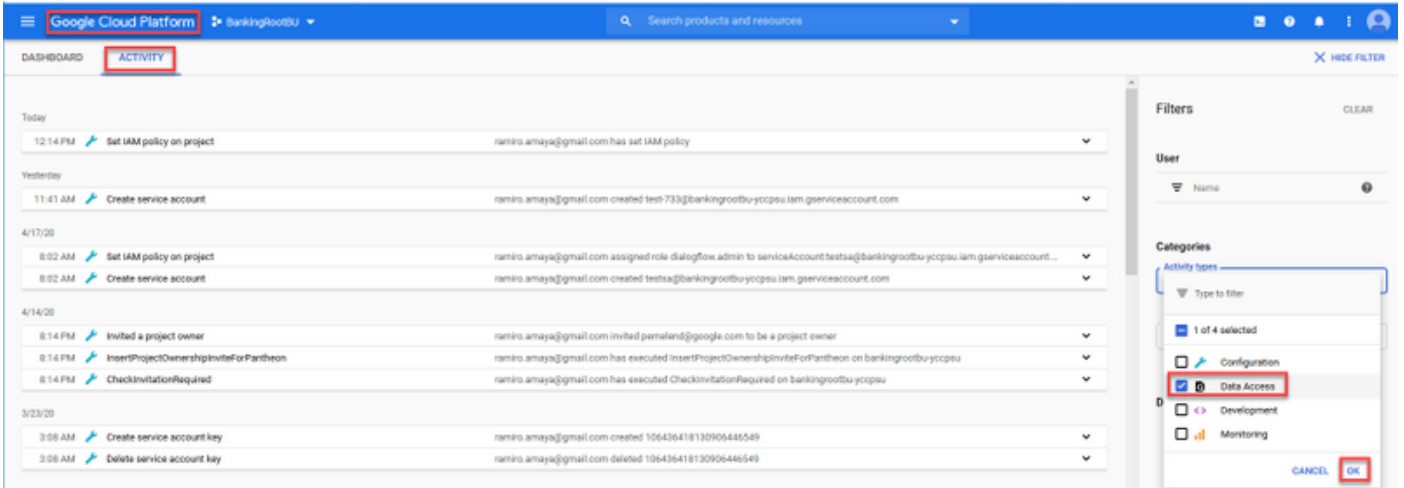 Google Cloud Platform BankingRootBU Search products and resources
DASHBOARD ACTIVITY HIDE FILTER
Today
12:14 PM Set IAM policy on project ramiro.amaya@gmail.com has set IAM policy
Yesterday
11:41 AM Create service account ramiro.amaya@gmail.com created test-733@bankingrootbu-yccpsu.iam.gserviceaccount.com
4/17/20
8:02 AM Set IAM policy on project ramiro.amaya@gmail.com assigned role dialogflow.admin to serviceAccount:testsa@bankingrootbu-yccpsu.iam.gserviceaccount...
8:02 AM Create service account ramiro.amaya@gmail.com created testsa@bankingrootbu-yccpsu.iam.gserviceaccount.com
4/14/20
8:14 PM Invited a project owner ramiro.amaya@gmail.com invited pemelend@google.com to be a project owner
8:14 PM InsertProjectOwnershipInviteForPantheon ramiro.amaya@gmail.com has executed InsertProjectOwnershipInviteForPantheon on bankingrootbu-yccpsu
8:14 PM CheckInvitationRequired ramiro.amaya@gmail.com has executed CheckInvitationRequired on bankingrootbu-yccpsu
3/23/20
3:08 AM Create service account key ramiro.amaya@gmail.com created 106436418130906446549
3:08 AM Delete service account key ramiro.amaya@gmail.com deleted 106436418130906446549
Filters CLEAR
User
Name
Categories
Activity types
Type to filter
1 of 4 selected
Configuration
Data Access
D
Development
Monitoring
CANCEL OK